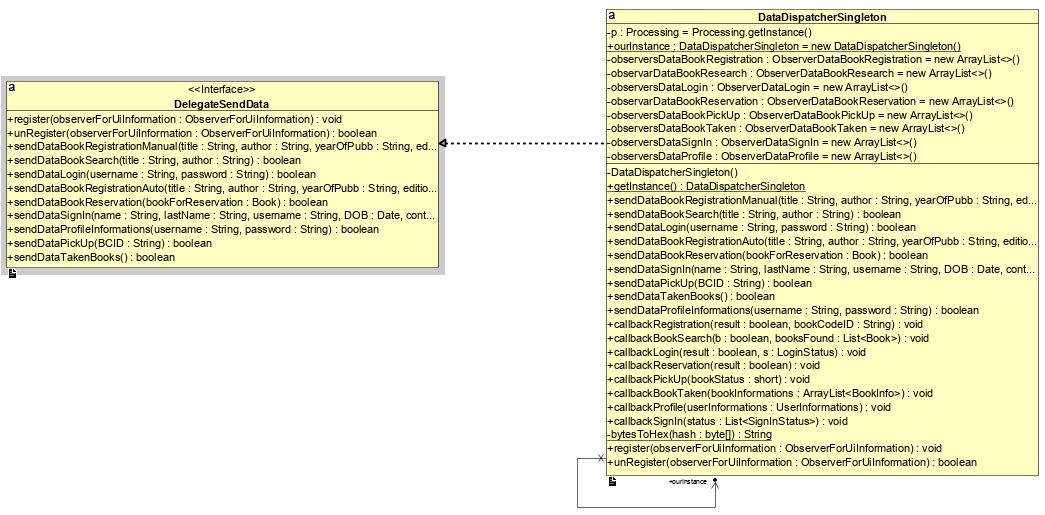 a
<<Interface>>
DelegateSendData
+register(observerForUiInformation : ObserverForUiInformation) : void
+unRegister(observerForUiInformation : ObserverForUiInformation) : boolean
+sendDataBookRegistrationManual(title : String, author : String, yearOfPubb : String, ed...
+sendDataBookSearch(title : String, author : String) : boolean
+sendDataLogin(username : String, password : String) : boolean
+sendDataBookRegistrationAuto(title : String, author : String, yearOfPubb : String, editio...
+sendDataBookReservation(bookForReservation : Book) : boolean
+sendDataSignIn(name : String, lastName : String, username : String, DOB : Date, cont...
+sendDataProfileInformations(username : String, password : String) : boolean
+sendDataPickUp(BCID : String) : boolean
+sendDataTakenBooks() : boolean
a
DataDispatcherSingleton
-p : Processing = Processing.getInstance()
+ourInstance : DataDispatcherSingleton = new DataDispatcherSingleton()
-observersDataBookRegistration : ObserverDataBookRegistration = new ArrayList<>()
-observarDataBookResearch : ObserverDataBookResearch = new ArrayList<>()
-observersDataLogin : ObserverDataLogin = new ArrayList<>()
-observarDataBookReservation : ObserverDataBookReservation = new ArrayList<>()
-observersDataBookPickUp : ObserverDataBookPickUp = new ArrayList<>()
-observersDataBookTaken : ObserverDataBookTaken = new ArrayList<>()
-observersDataSignIn : ObserverDataSignIn = new ArrayList<>()
-observersDataProfile : ObserverDataProfile = new ArrayList<>()
-DataDispatcherSingleton()
+getInstance() : DataDispatcherSingleton
+sendDataBookRegistrationManual(title : String, author : String, yearOfPubb : String, ed...
+sendDataBookSearch(title : String, author : String) : boolean
+sendDataLogin(username : String, password : String) : boolean
+sendDataBookRegistrationAuto(title : String, author : String, yearOfPubb : String, editio...
+sendDataBookReservation(bookForReservation : Book) : boolean
+sendDataSignIn(name : String, lastName : String, username : String, DOB : Date, cont...
+sendDataPickUp(BCID : String) : boolean
+sendDataTakenBooks() : boolean
+sendDataProfileInformations(username : String, password : String) : boolean
+callbackRegistration(result : boolean, bookCodeID : String) : void
+callbackBookSearch(b : boolean, booksFound : List<Book>) : void
+callbackLogin(result : boolean, s : LoginStatus) : void
+callbackReservation(result : boolean) : void
+callbackPickUp(bookStatus : short) : void
+callbackBookTaken(bookInformations : ArrayList<BookInfo>) : void
+callbackProfile(userInformations : UserInformations) : void
+callbackSignIn(status : List<SignInStatus>) : void
-bytesToHex(hash : byte[]) : String
+register(observerForUiInformation : ObserverForUiInformation) : void
+unRegister(observerForUiInformation : ObserverForUiInformation) : boolean
+ourInstance